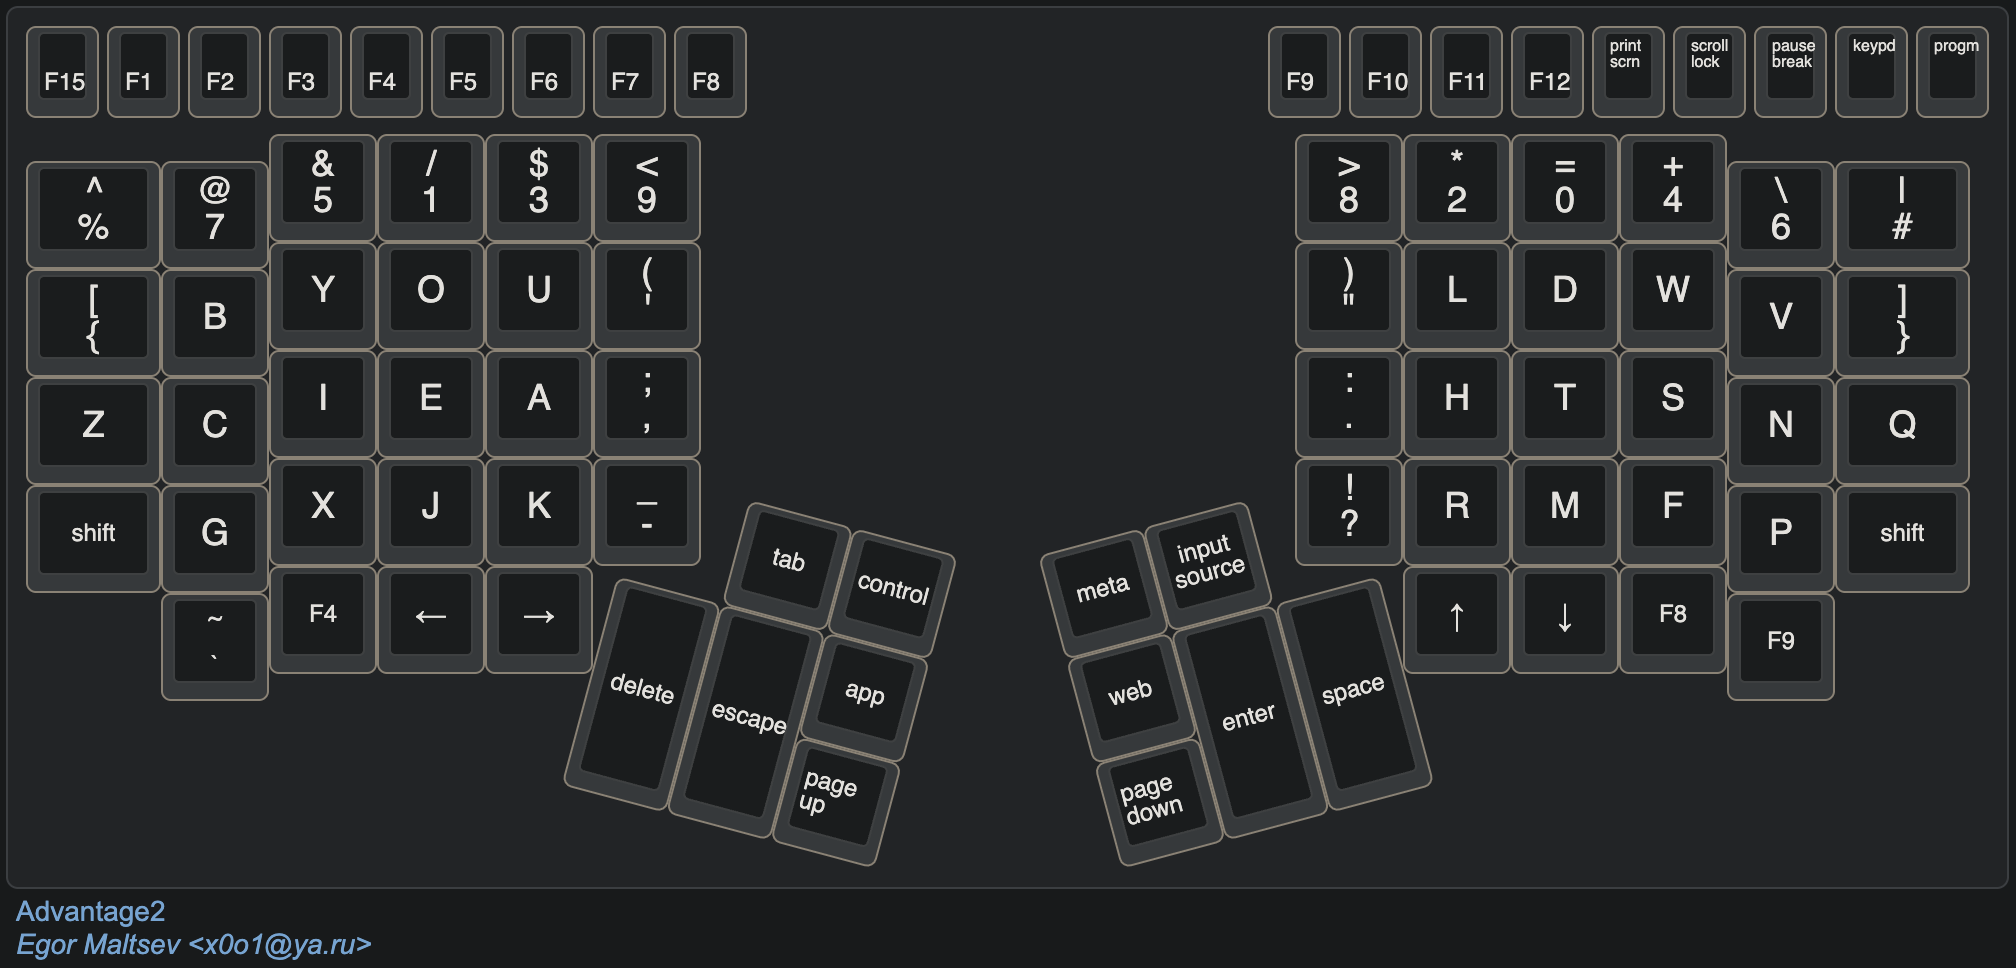 F15 F1 F2 F3 F4 F5 F6 F7 F8 F9 F10 F11 F12 print scrn scroll lock pause break keypd progm
^ @ & / $ < > * = + \ |
% 7 5 1 3 9 8 2 0 4 6 #
[ B Y O U ( ) L D W V ]
{ ' " }
Z C I E A ; : H T S N Q
, .
shift G X J K _ ! R M F P shift
- ?
~ F4 ← → ↑ ↓ F8 F9
`
tab control meta input source
delete escape app web enter space
page up page down
Advantage2
Egor Maltsev <x0o1@ya.ru>